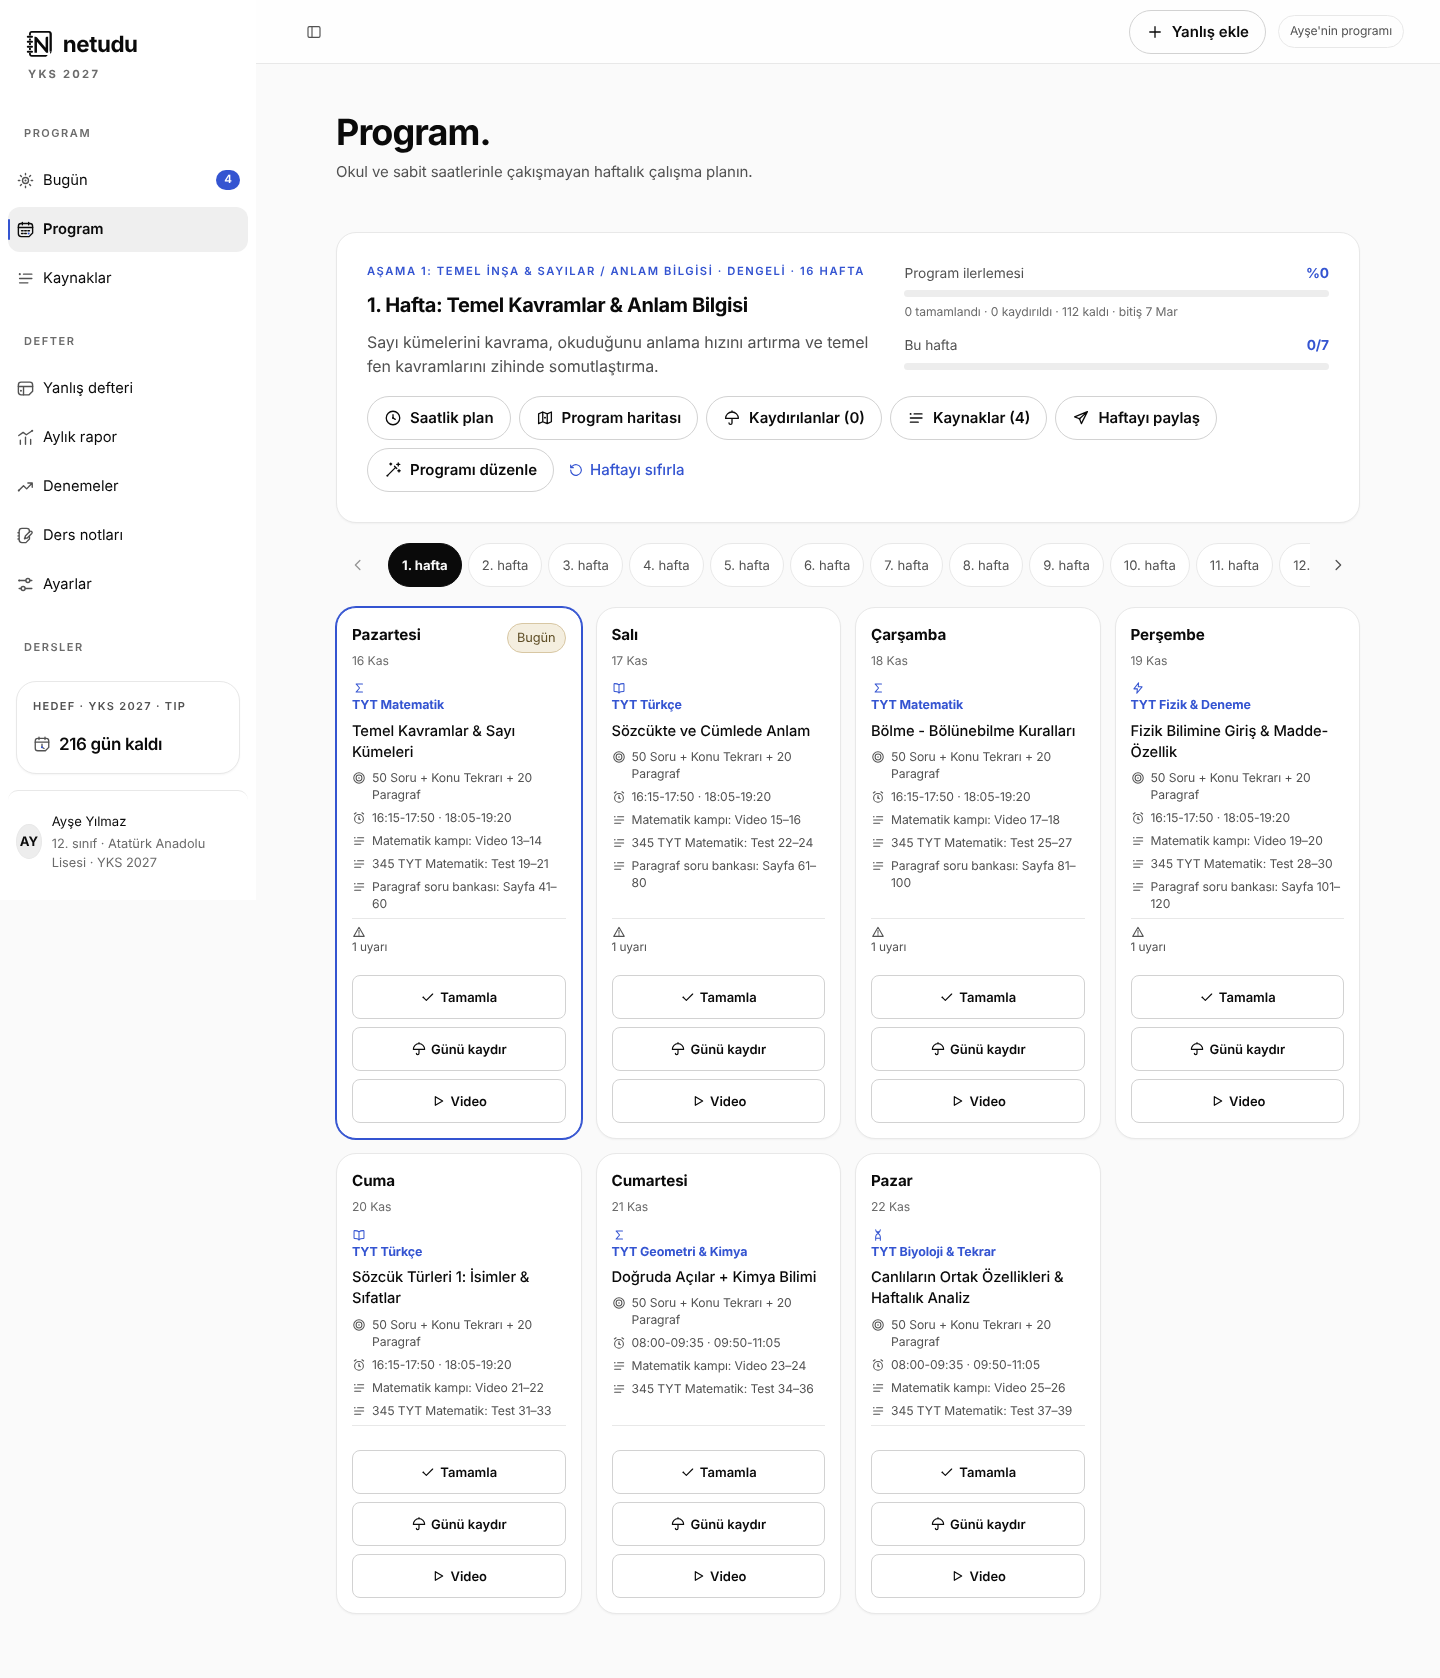 netudu
YKS 2027
PROGRAM
Bugün
4
Program
Kaynaklar
DEFTER
Yanlış defteri
Aylık rapor
Denemeler
Ders notları
Ayarlar
DERSLER
HEDEF · YKS 2027 · TIP
216 gün kaldı
AY
Ayşe Yılmaz
12. sınıf · Atatürk Anadolu
Lisesi · YKS 2027
Yanlış ekle
Ayşe'nin programı
Program.
Okul ve sabit saatlerinle çakışmayan haftalık çalışma planın.
AŞAMA 1: TEMEL İNŞA & SAYILAR / ANLAM BİLGİSİ · DENGELİ · 16 HAFTA
1. Hafta: Temel Kavramlar & Anlam Bilgisi
Sayı kümelerini kavrama, okuduğunu anlama hızını artırma ve temel
fen kavramlarını zihinde somutlaştırma.
Program ilerlemesi
%0
0 tamamlandı · 0 kaydırıldı · 112 kaldı · bitiş 7 Mar
Bu hafta
0/7
Saatlik plan
Program haritası
Kaydırılanlar (0)
Kaynaklar (4)
Haftayı paylaş
Programı düzenle
Haftayı sıfırla
1. hafta
2. hafta
3. hafta
4. hafta
5. hafta
6. hafta
7. hafta
8. hafta
9. hafta
10. hafta
11. hafta
12.
Pazartesi
Bugün
16 Kas
TYT Matematik
Temel Kavramlar & Sayı
Kümeleri
50 Soru + Konu Tekrarı + 20
Paragraf
16:15-17:50 · 18:05-19:20
Matematik kampı: Video 13–14
345 TYT Matematik: Test 19–21
Paragraf soru bankası: Sayfa 41–
60
1 uyarı
Tamamla
Günü kaydır
Video
Salı
17 Kas
TYT Türkçe
Sözcükte ve Cümlede Anlam
50 Soru + Konu Tekrarı + 20
Paragraf
16:15-17:50 · 18:05-19:20
Matematik kampı: Video 15–16
345 TYT Matematik: Test 22–24
Paragraf soru bankası: Sayfa 61–
80
1 uyarı
Tamamla
Günü kaydır
Video
Çarşamba
18 Kas
TYT Matematik
Bölme - Bölünebilme Kuralları
50 Soru + Konu Tekrarı + 20
Paragraf
16:15-17:50 · 18:05-19:20
Matematik kampı: Video 17–18
345 TYT Matematik: Test 25–27
Paragraf soru bankası: Sayfa 81–
100
1 uyarı
Tamamla
Günü kaydır
Video
Perşembe
19 Kas
TYT Fizik & Deneme
Fizik Bilimine Giriş & Madde-
Özellik
50 Soru + Konu Tekrarı + 20
Paragraf
16:15-17:50 · 18:05-19:20
Matematik kampı: Video 19–20
345 TYT Matematik: Test 28–30
Paragraf soru bankası: Sayfa 101–
120
1 uyarı
Tamamla
Günü kaydır
Video
Cuma
20 Kas
TYT Türkçe
Sözcük Türleri 1: İsimler &
Sıfatlar
50 Soru + Konu Tekrarı + 20
Paragraf
16:15-17:50 · 18:05-19:20
Matematik kampı: Video 21–22
345 TYT Matematik: Test 31–33
Tamamla
Günü kaydır
Video
Cumartesi
21 Kas
TYT Geometri & Kimya
Doğruda Açılar + Kimya Bilimi
50 Soru + Konu Tekrarı + 20
Paragraf
08:00-09:35 · 09:50-11:05
Matematik kampı: Video 23–24
345 TYT Matematik: Test 34–36
Tamamla
Günü kaydır
Video
Pazar
22 Kas
TYT Biyoloji & Tekrar
Canlıların Ortak Özellikleri &
Haftalık Analiz
50 Soru + Konu Tekrarı + 20
Paragraf
08:00-09:35 · 09:50-11:05
Matematik kampı: Video 25–26
345 TYT Matematik: Test 37–39
Tamamla
Günü kaydır
Video